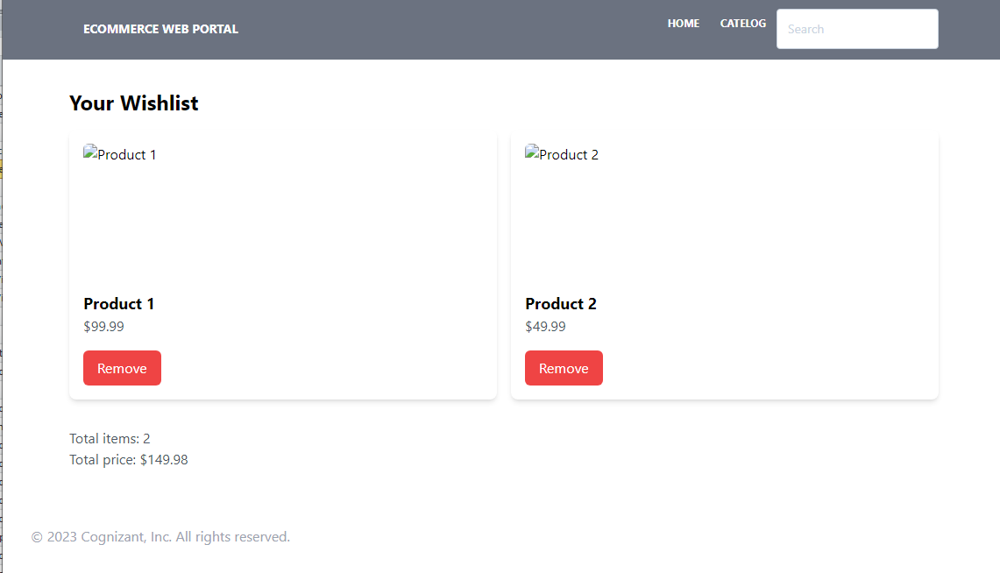 ECOMMERCE WEB PORTAL
HOME
CATELOG
Search
Your Wishlist
Product 1
Product 2
Product 1
$99.99
Remove
Product 2
$49.99
Remove
Total items: 2
Total price: $149.98
© 2023 Cognizant, Inc. All rights reserved.